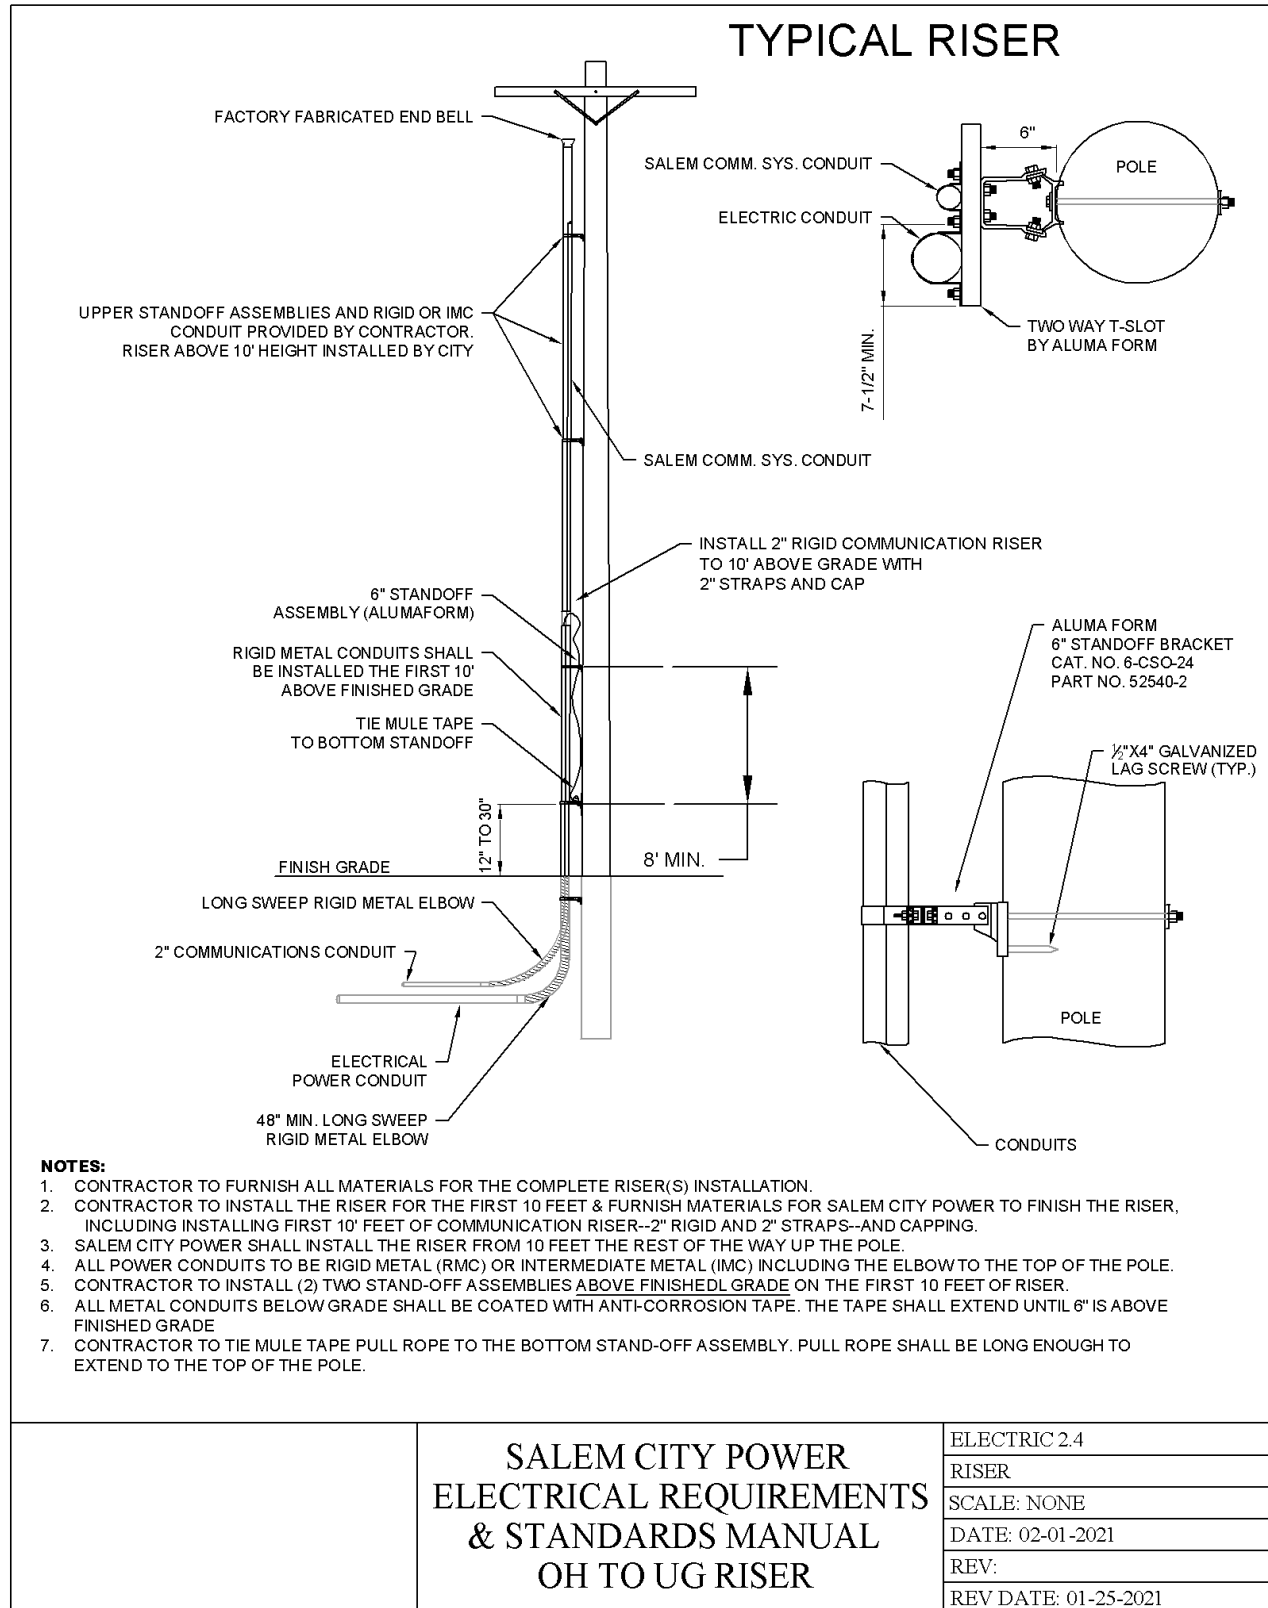 TYPICAL RISER
FACTORY FABRICATED END BELL
UPPER STANDOFF ASSEMBLIES AND RIGID OR IMC
CONDUIT PROVIDED BY CONTRACTOR.
RISER ABOVE 10' HEIGHT INSTALLED BY CITY
SALEM COMM. SYS. CONDUIT
ELECTRIC CONDUIT
6"
POLE
7-1/2" MIN.
TWO WAY T-SLOT
BY ALUMA FORM
SALEM COMM. SYS. CONDUIT
INSTALL 2" RIGID COMMUNICATION RISER
TO 10' ABOVE GRADE WITH
2" STRAPS AND CAP
6" STANDOFF
ASSEMBLY (ALUMAFORM)
RIGID METAL CONDUITS SHALL
BE INSTALLED THE FIRST 10'
ABOVE FINISHED GRADE
TIE MULE TAPE
TO BOTTOM STANDOFF
12" TO 30"
8' MIN.
FINISH GRADE
LONG SWEEP RIGID METAL ELBOW
2" COMMUNICATIONS CONDUIT
ELECTRICAL
POWER CONDUIT
48" MIN. LONG SWEEP
RIGID METAL ELBOW
ALUMA FORM
6" STANDOFF BRACKET
CAT. NO. 6-CSO-24
PART NO. 52540-2
½"X4" GALVANIZED
LAG SCREW (TYP.)
POLE
CONDUITS
NOTES:
1. CONTRACTOR TO FURNISH ALL MATERIALS FOR THE COMPLETE RISER(S) INSTALLATION.
2. CONTRACTOR TO INSTALL THE RISER FOR THE FIRST 10 FEET & FURNISH MATERIALS FOR SALEM CITY POWER TO FINISH THE RISER,
INCLUDING INSTALLING FIRST 10' FEET OF COMMUNICATION RISER--2" RIGID AND 2" STRAPS--AND CAPPING.
3. SALEM CITY POWER SHALL INSTALL THE RISER FROM 10 FEET THE REST OF THE WAY UP THE POLE.
4. ALL POWER CONDUITS TO BE RIGID METAL (RMC) OR INTERMEDIATE METAL (IMC) INCLUDING THE ELBOW TO THE TOP OF THE POLE.
5. CONTRACTOR TO INSTALL (2) TWO STAND-OFF ASSEMBLIES ABOVE FINISHEDL GRADE ON THE FIRST 10 FEET OF RISER.
6. ALL METAL CONDUITS BELOW GRADE SHALL BE COATED WITH ANTI-CORROSION TAPE. THE TAPE SHALL EXTEND UNTIL 6" IS ABOVE
FINISHED GRADE
7. CONTRACTOR TO TIE MULE TAPE PULL ROPE TO THE BOTTOM STAND-OFF ASSEMBLY. PULL ROPE SHALL BE LONG ENOUGH TO
EXTEND TO THE TOP OF THE POLE.
SALEM CITY POWER
ELECTRICAL REQUIREMENTS
& STANDARDS MANUAL
OH TO UG RISER
ELECTRIC 2.4
RISER
SCALE: NONE
DATE: 02-01-2021
REV:
REV DATE: 01-25-2021